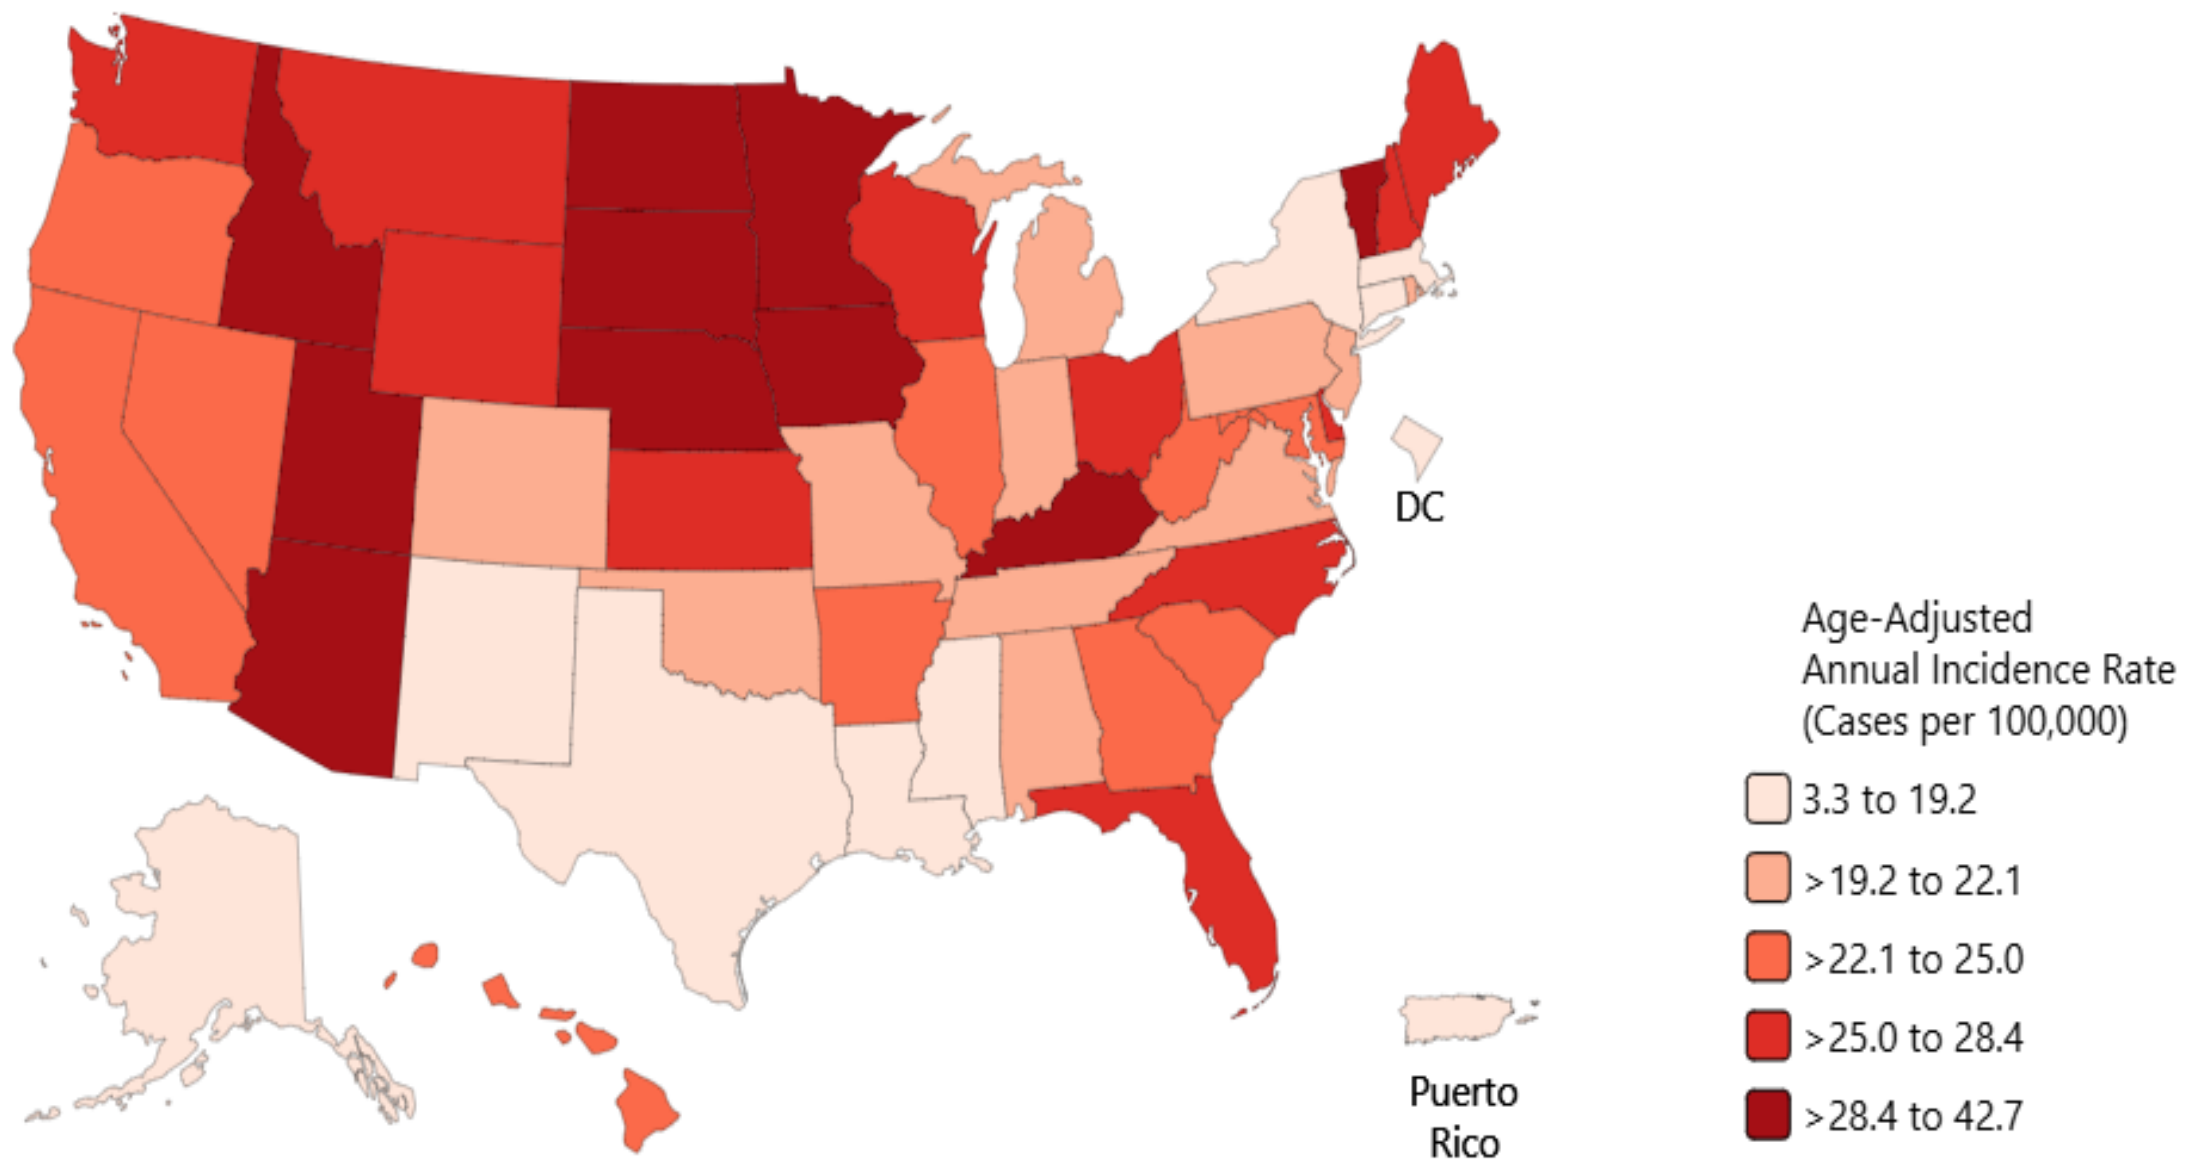 DC
Age-Adjusted
Annual Incidence Rate
(Cases per 100,000)
3.3 to 19.2
>19.2 to 22.1
>22.1 to 25.0
>25.0 to 28.4
>28.4 to 42.7
Puerto
Rico